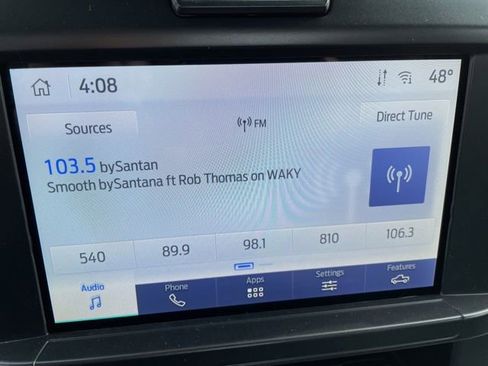 4:08
48°
Sources
FM
Direct Tune
103.5 bySantan
Smooth bySantana ft Rob Thomas on WAKY
540
89.9
98.1
810
106.3
Audio
Phone
Apps
Settings
Features